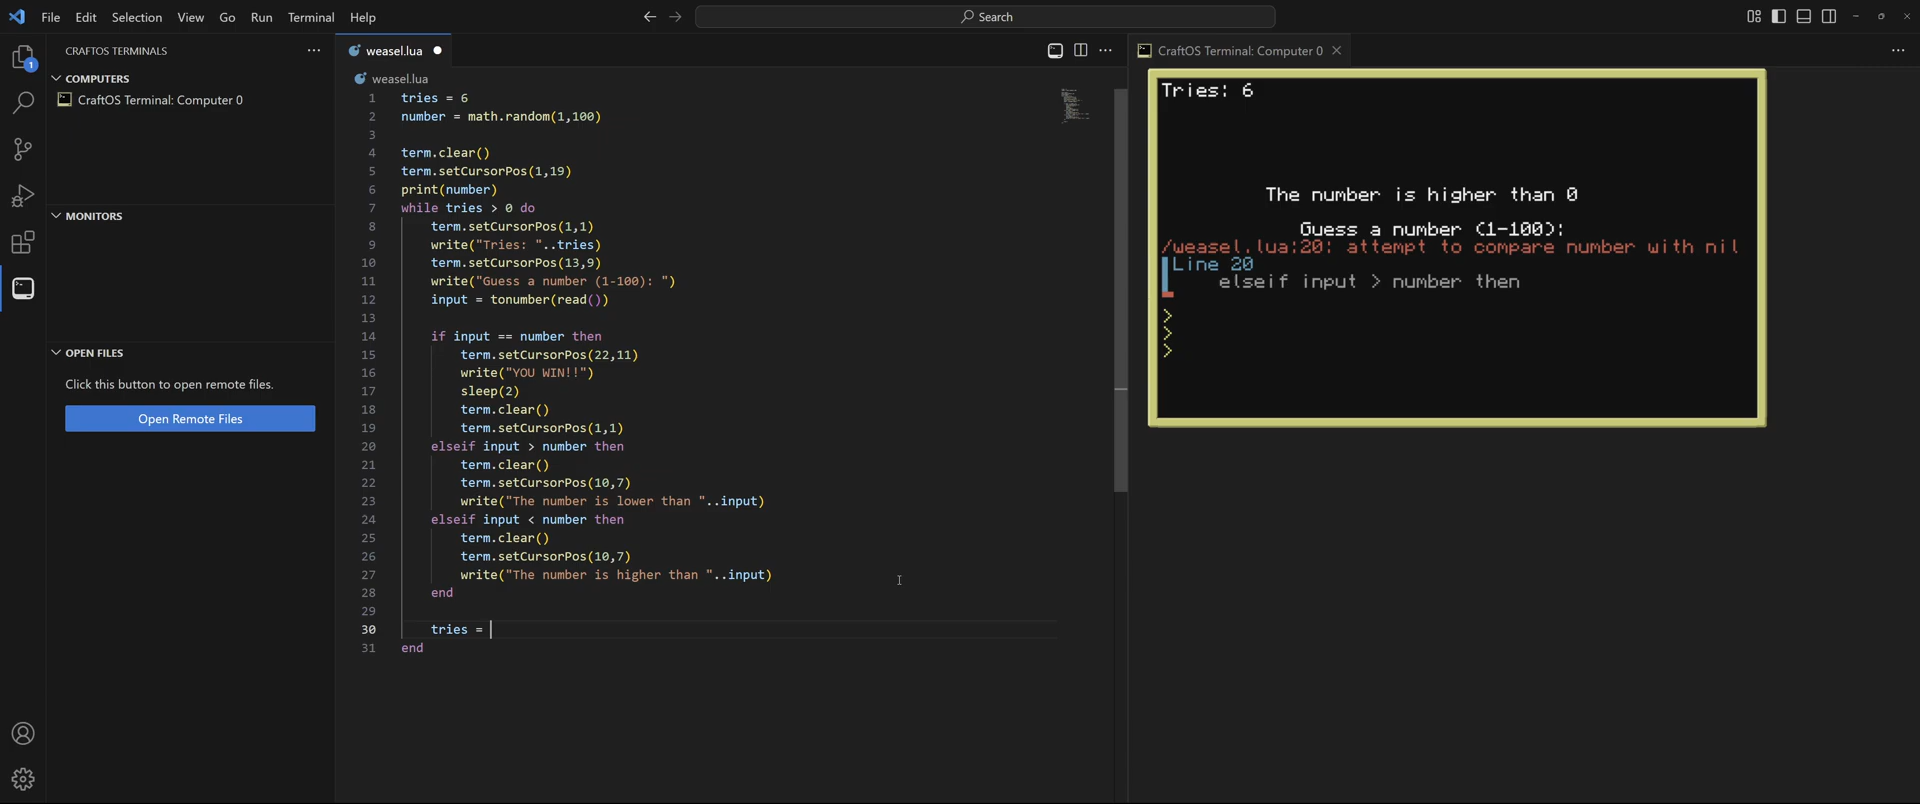 File Edit Selection View Go Run Terminal Help
Search
CRAFTOS TERMINALS
COMPUTERS
CraftOS Terminal: Computer 0
MONITORS
OPEN FILES
Click this button to open remote files.
Open Remote Files
1
weasel.lua
weasel.lua
1 tries = 6
2 number = math.random(1,100)
3
4 term.clear()
5 term.setCursorPos(1,19)
6 print(number)
7 while tries > 0 do
8 term.setCursorPos(1,1)
9 write("Tries: "..tries)
10 term.setCursorPos(13,9)
11 write("Guess a number (1-100): ")
12 input = tonumber(read())
13
14 if input == number then
15 term.setCursorPos(22,11)
16 write("YOU WIN!!")
17 sleep(2)
18 term.clear()
19 term.setCursorPos(1,1)
20 elseif input > number then
21 term.clear()
22 term.setCursorPos(10,7)
23 write("The number is lower than "..input)
24 elseif input < number then
25 term.clear()
26 term.setCursorPos(10,7)
27 write("The number is higher than "..input)
28 end
29
30 tries =
31 end
CraftOS Terminal: Computer 0
Tries: 6
The number is higher than 0
Guess a number (1-100):
/weasel.lua:20: attempt to compare number with nil
Line 20
elseif input > number then
>
>
>